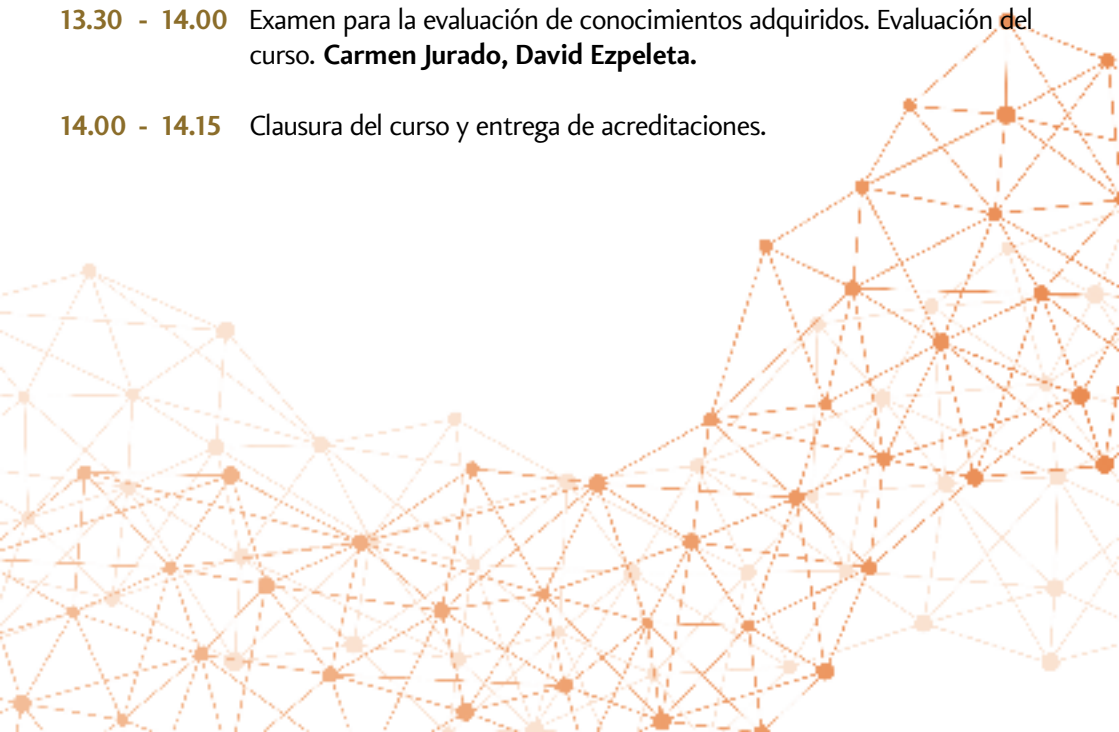 13.30 - 14.00 Examen para la evaluación de conocimientos adquiridos. Evaluación del
curso. Carmen Jurado, David Ezpeleta.
14.00 - 14.15 Clausura del curso y entrega de acreditaciones.